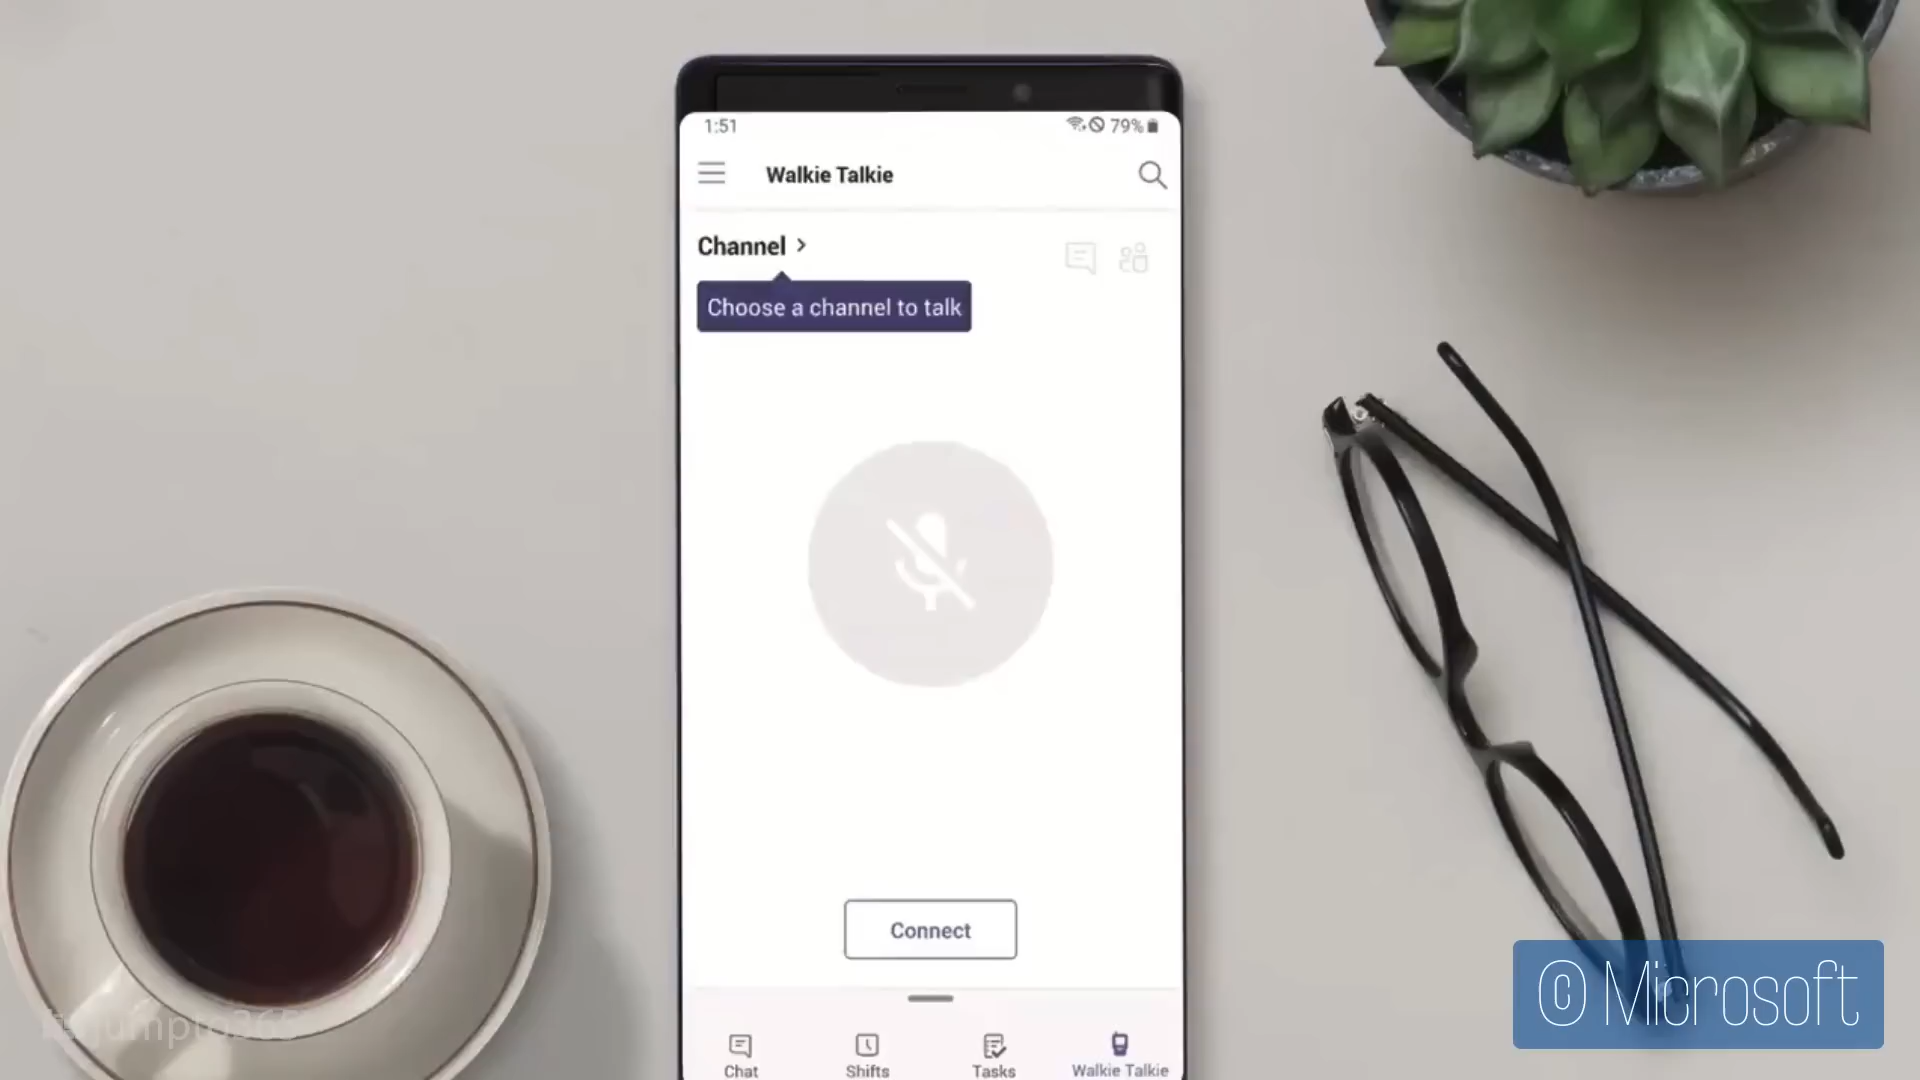 1:51
79%
Walkie Talkie
Channel
Choose a channel to talk
Connect
Chat
Shifts
Tasks
Walkie Talkie
© Microsoft